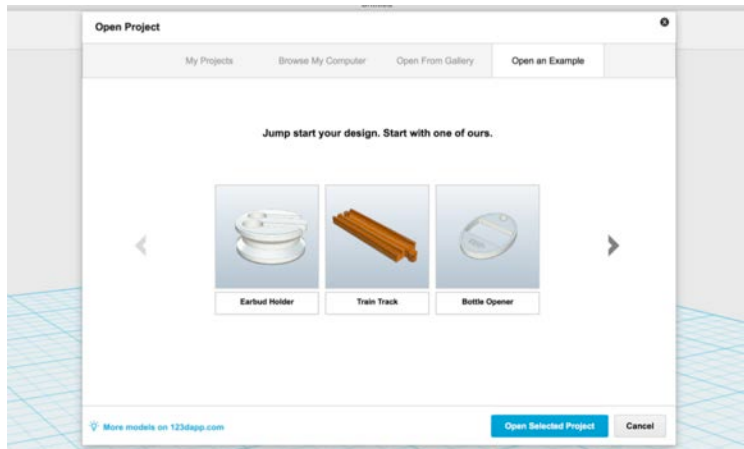 Open Project
My Projects Browse My Computer Open From Gallery Open an Example
Jump start your design. Start with one of ours.
Earbud Holder Train Track Bottle Opener
More models on 123dapp.com Open Selected Project Cancel